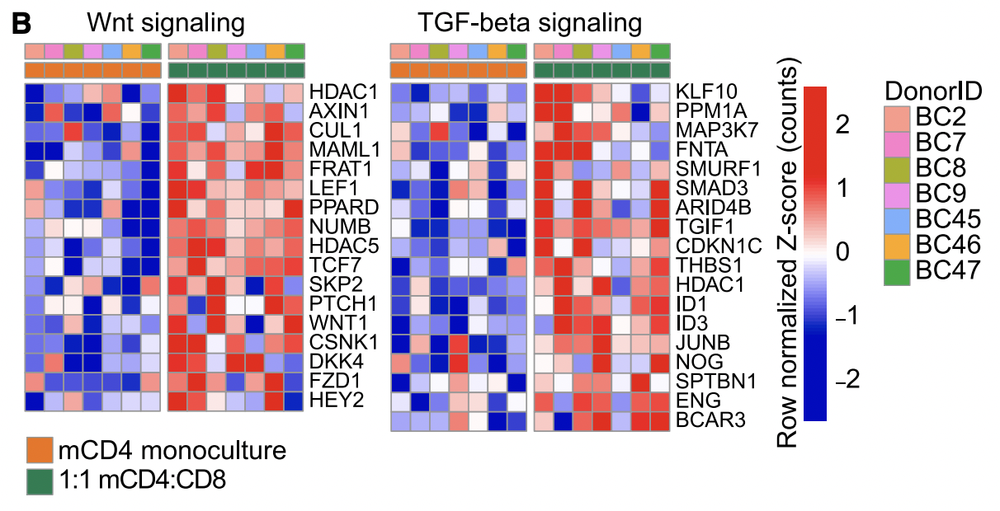 B
Wnt signaling
TGF-beta signaling
HDAC1
AXIN1
CUL1
MAML1
FRAT1
LEF1
PPARD
NUMB
HDAC5
TCF7
SKP2
PTCH1
WNT1
CSNK1
DKK4
FZD1
HEY2
KLF10
PPM1A
MAP3K7
FNTA
SMURF1
SMAD3
ARID4B
TGIF1
CDKN1C
THBS1
HDAC1
ID1
ID3
JUNB
NOG
SPTBN1
ENG
BCAR3
Row normalized Z-score (counts)
2
1
0
−1
−2
DonorID
BC2
BC7
BC8
BC9
BC45
BC46
BC47
mCD4 monoculture
1:1 mCD4:CD8